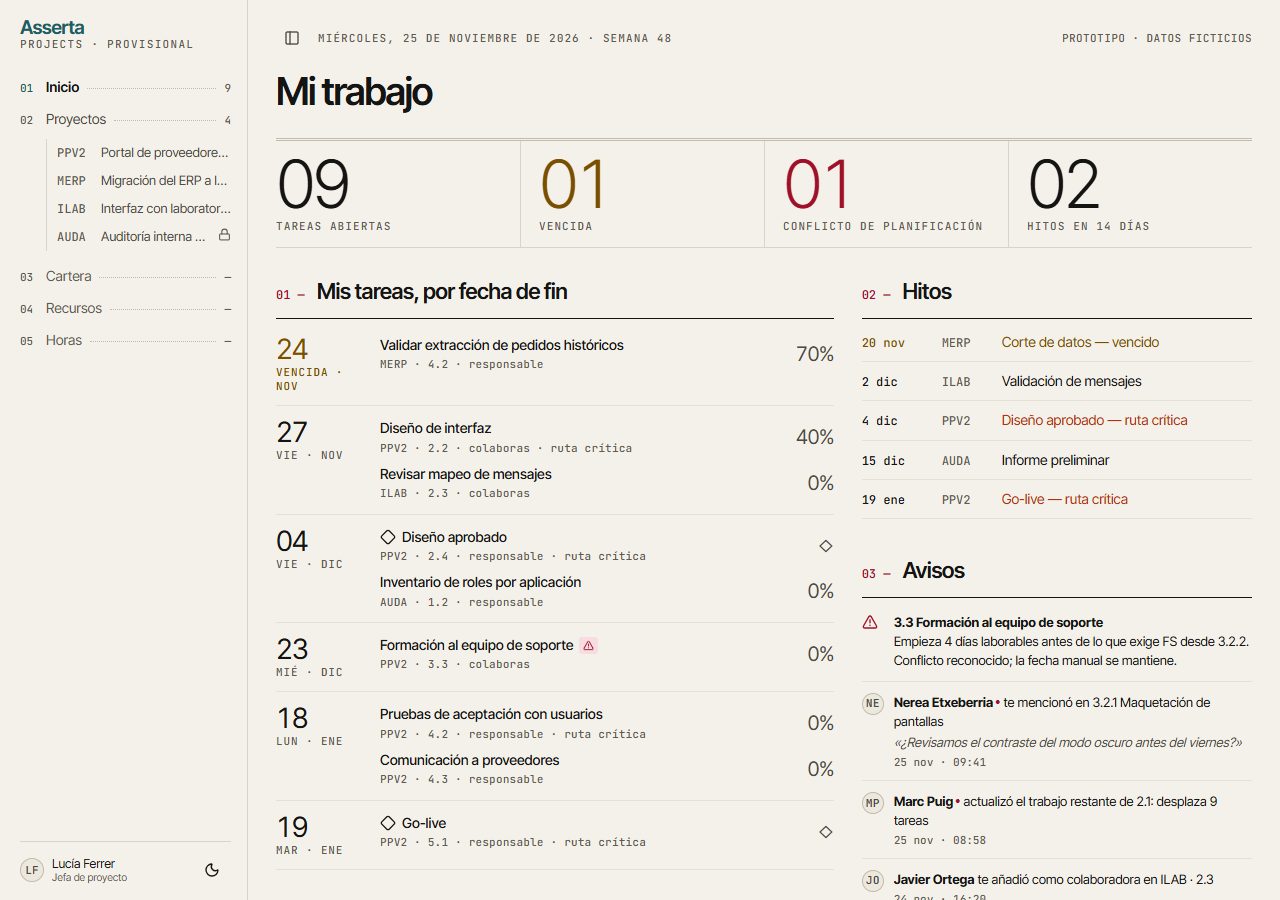 Asserta
PROJECTS · PROVISIONAL
01 Inicio 9
02 Proyectos 4
PPV2 Portal de proveedore...
MERP Migración del ERP a l...
ILAB Interfaz con laborator...
AUDA Auditoría interna ...
03 Cartera —
04 Recursos —
05 Horas —
LF Lucía Ferrer
Jefa de proyecto
MIÉRCOLES, 25 DE NOVIEMBRE DE 2026 · SEMANA 48
PROTOTIPO · DATOS FICTICIOS
Mi trabajo
09
TAREAS ABIERTAS
01
VENCIDA
01
CONFLICTO DE PLANIFICACIÓN
02
HITOS EN 14 DÍAS
01 — Mis tareas, por fecha de fin
24
VENCIDA ·
NOV
Validar extracción de pedidos históricos
MERP · 4.2 · responsable
70%
27
VIE · NOV
Diseño de interfaz
PPV2 · 2.2 · colaboras · ruta crítica
40%
Revisar mapeo de mensajes
ILAB · 2.3 · colaboras
0%
04
VIE · DIC
Diseño aprobado
PPV2 · 2.4 · responsable · ruta crítica
Inventario de roles por aplicación
AUDA · 1.2 · responsable
0%
23
MIÉ · DIC
Formación al equipo de soporte
PPV2 · 3.3 · colaboras
0%
18
LUN · ENE
Pruebas de aceptación con usuarios
PPV2 · 4.2 · responsable · ruta crítica
0%
Comunicación a proveedores
PPV2 · 4.3 · responsable
0%
19
MAR · ENE
Go-live
PPV2 · 5.1 · responsable · ruta crítica
02 — Hitos
20 nov MERP Corte de datos — vencido
2 dic ILAB Validación de mensajes
4 dic PPV2 Diseño aprobado — ruta crítica
15 dic AUDA Informe preliminar
19 ene PPV2 Go-live — ruta crítica
03 — Avisos
3.3 Formación al equipo de soporte
Empieza 4 días laborables antes de lo que exige FS desde 3.2.2.
Conflicto reconocido; la fecha manual se mantiene.
NE Nerea Etxeberria • te mencionó en 3.2.1 Maquetación de
pantallas
«¿Revisamos el contraste del modo oscuro antes del viernes?»
25 nov · 09:41
MP Marc Puig • actualizó el trabajo restante de 2.1: desplaza 9
tareas
25 nov · 08:58
JO Javier Ortega te añadió como colaboradora en ILAB · 2.3
24 nov · 16:20